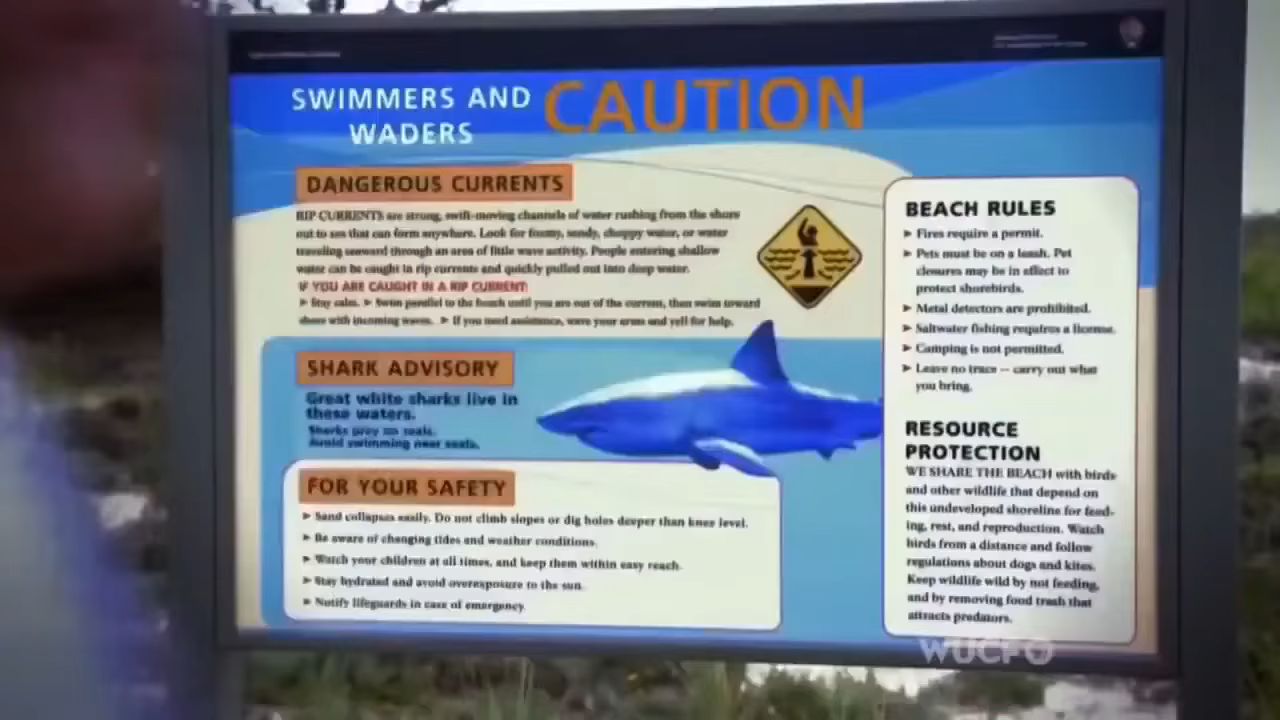 SWIMMERS AND
WADERS
CAUTION
DANGEROUS CURRENTS
RIP CURRENTS are strong, swift-moving channels of water rushing from the shore
out to sea that can form anywhere. Look for foamy, sandy, choppy water, or water
traveling seaward through an area of little wave activity. People entering shallow
water can be caught in rip currents and quickly pulled out into deep water.
IF YOU ARE CAUGHT IN A RIP CURRENT:
► Stay calm. ► Swim parallel to the beach until you are out of the current, then swim toward
shore with incoming waves. ► If you need assistance, wave your arms and yell for help.
SHARK ADVISORY
Great white sharks live in
these waters.
Sharks prey on seals.
Avoid swimming near seals.
FOR YOUR SAFETY
► Sand collapses easily. Do not climb slopes or dig holes deeper than knee level.
► Be aware of changing tides and weather conditions.
► Watch your children at all times, and keep them within easy reach.
► Stay hydrated and avoid overexposure to the sun.
► Notify lifeguards in case of emergency.
BEACH RULES
► Fires require a permit.
► Pets must be on a leash. Pet
closures may be in effect to
protect shorebirds.
► Metal detectors are prohibited.
► Saltwater fishing requires a license.
► Camping is not permitted.
► Leave no trace – carry out what
you bring.
RESOURCE
PROTECTION
WE SHARE THE BEACH with birds
and other wildlife that depend on
this undeveloped shoreline for feed-
ing, rest, and reproduction. Watch
birds from a distance and follow
regulations about dogs and kites.
Keep wildlife wild by not feeding,
and by removing food trash that
attracts predators.
WUCFO